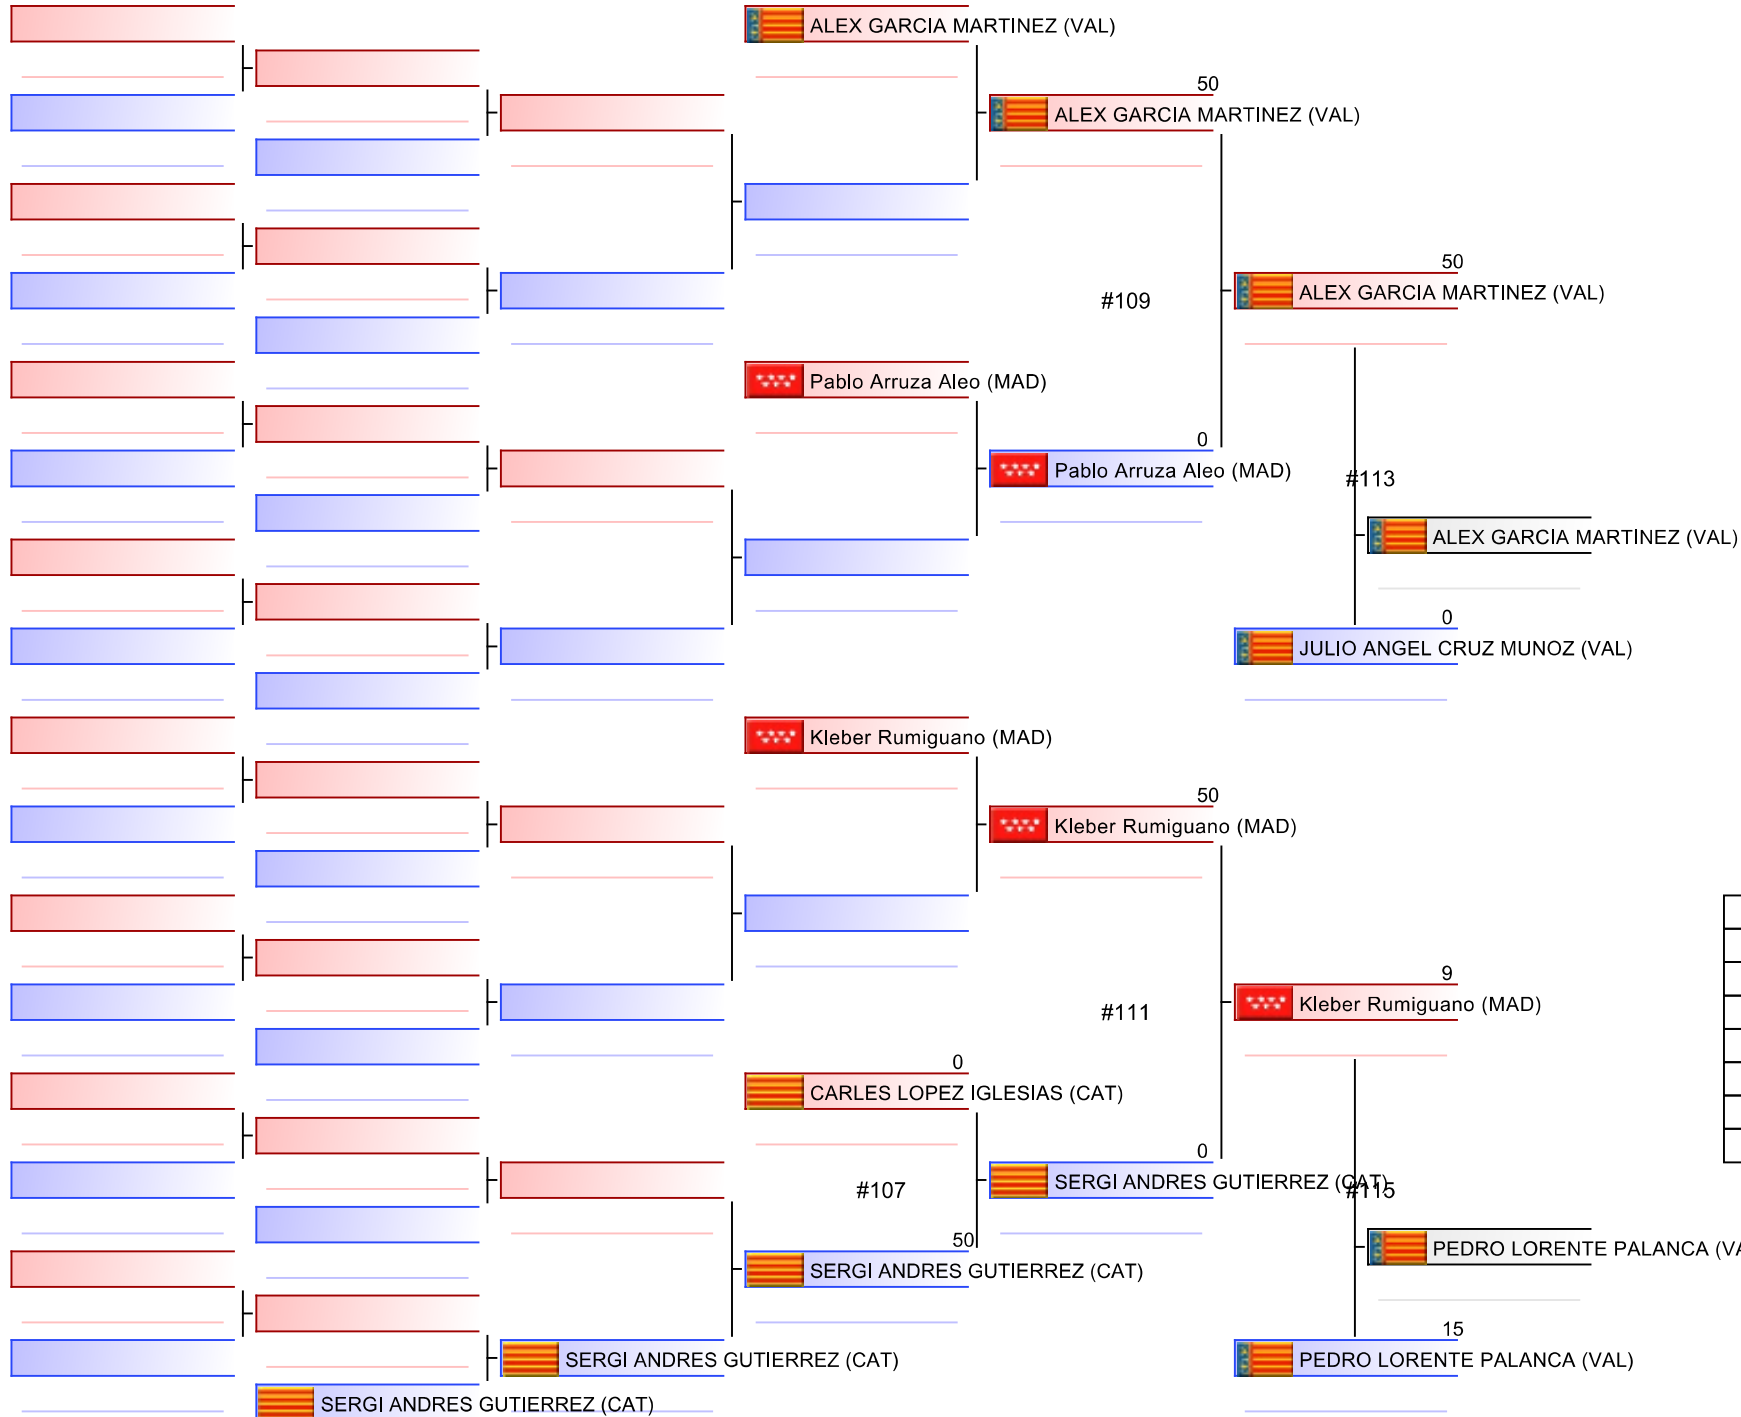 ALEX GARCIA MARTINEZ (VAL)
50
ALEX GARCIA MARTINEZ (VAL)
50
#109
ALEX GARCIA MARTINEZ (VAL)
Pablo Arruza Aleo (MAD)
0
Pablo Arruza Aleo (MAD)
#113
ALEX GARCIA MARTINEZ (VAL)
0
JULIO ANGEL CRUZ MUNOZ (VAL)
Kleber Rumiguano (MAD)
50
Kleber Rumiguano (MAD)
9
#111
Kleber Rumiguano (MAD)
0
CARLES LOPEZ IGLESIAS (CAT)
0
#107
SERGI ANDRES GUTIERREZ (CAT)
#115
50
PEDRO LORENTE PALANCA (VA
SERGI ANDRES GUTIERREZ (CAT)
15
SERGI ANDRES GUTIERREZ (CAT)
PEDRO LORENTE PALANCA (VAL)
SERGI ANDRES GUTIERREZ (CAT)